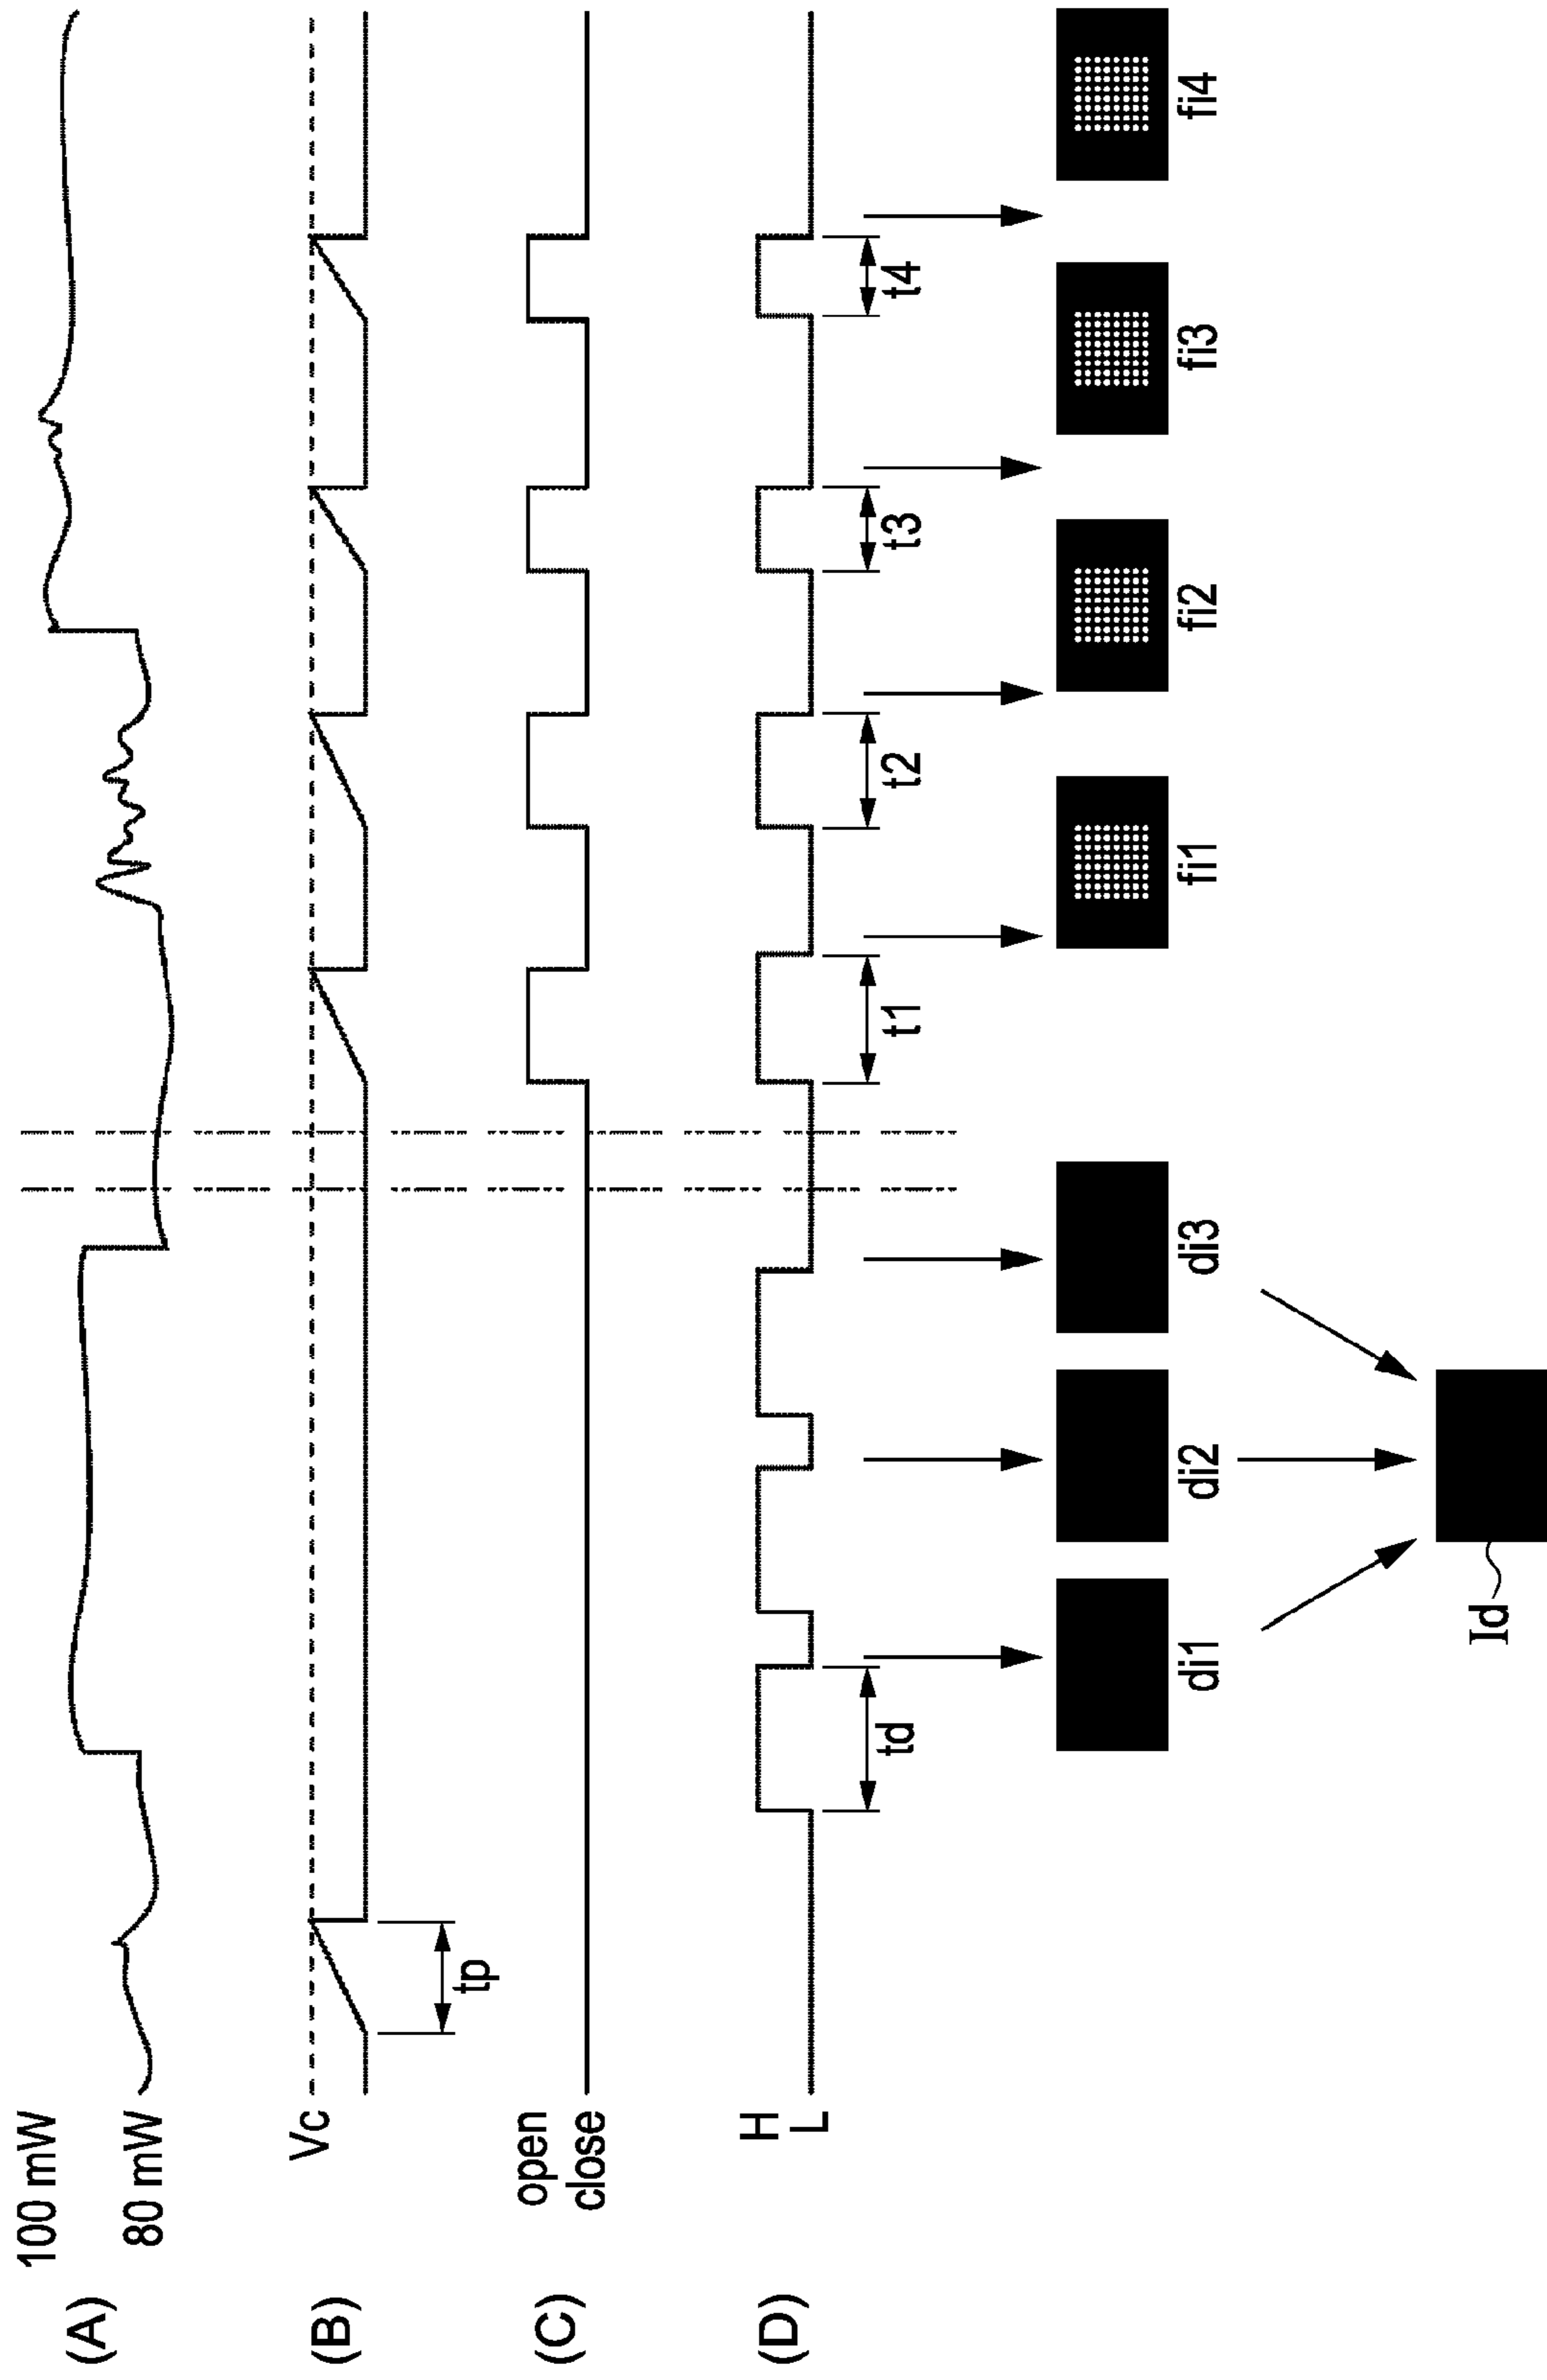 (A)
100 mW
80 mW
(B)
Vc
tp
(C)
open
close
(D)
H
L
td
t1
t2
t3
t4
di1
di2
di3
fi1
fi2
fi3
fi4
Id